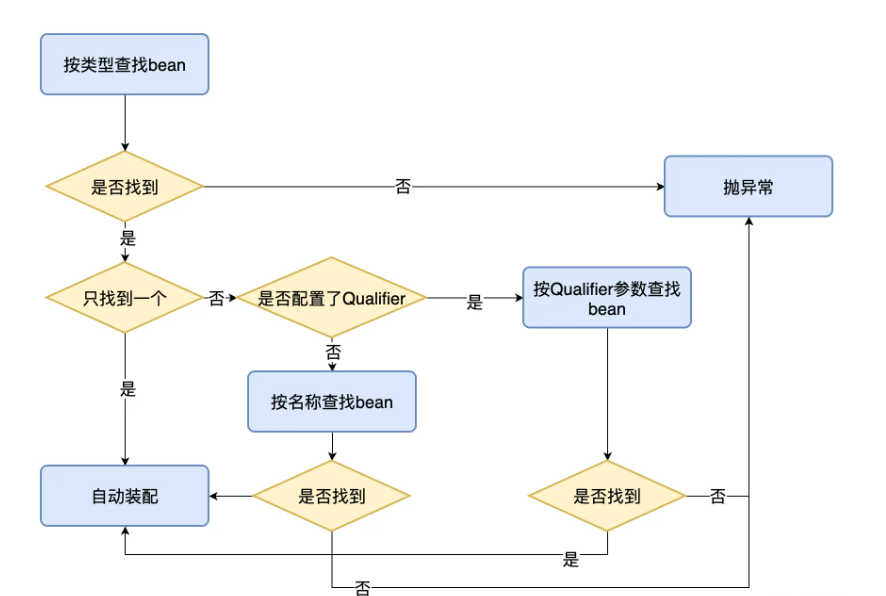 按类型查找bean
是否找到
否
抛异常
是
只找到一个
否
是否配置了Qualifier
是
按Qualifier参数查找
bean
否
是
按名称查找bean
自动装配
是否找到
是否找到
否
是
否